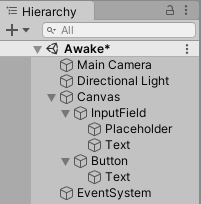 Hierarchy
All
Awake*
Main Camera
Directional Light
Canvas
InputField
Placeholder
Text
Button
Text
EventSystem